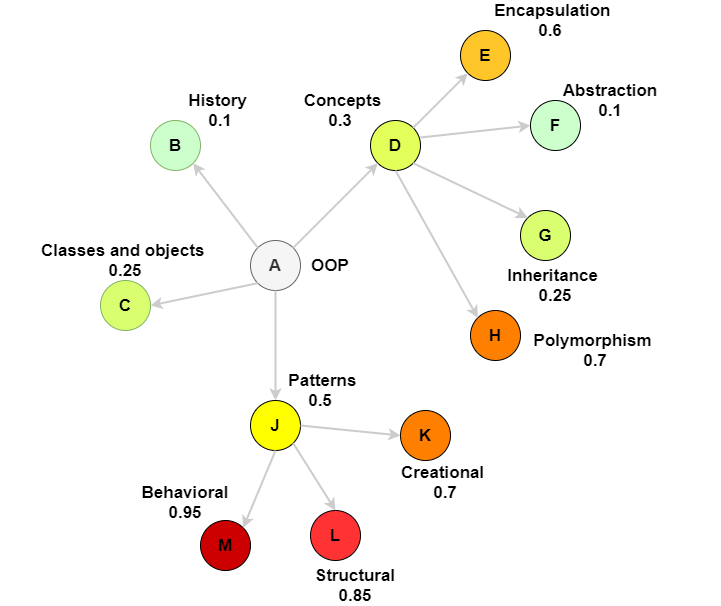 Encapsulation
0.6
E
Abstraction
0.1
F
History
0.1
B
Concepts
0.3
D
Classes and objects
0.25
C
A
OOP
G
Inheritance
0.25
H
Polymorphism
0.7
Patterns
0.5
J
K
Creational
0.7
Behavioral
0.95
M
L
Structural
0.85